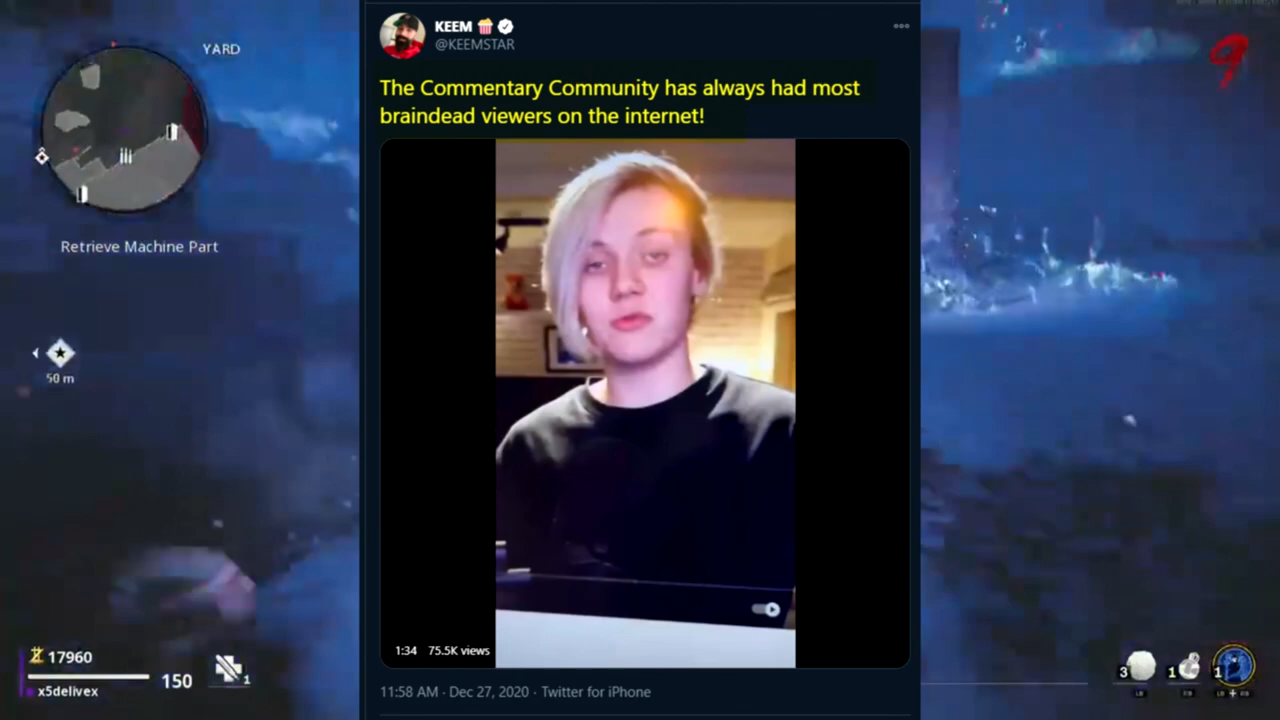 YARD
Retrieve Machine Part
50 m
17960
150
1
x5delivex
KEEM 🍿
@KEEMSTAR
The Commentary Community has always had most
braindead viewers on the internet!
1:34 75.5K views
11:58 AM · Dec 27, 2020 · Twitter for iPhone
9
3 1 1